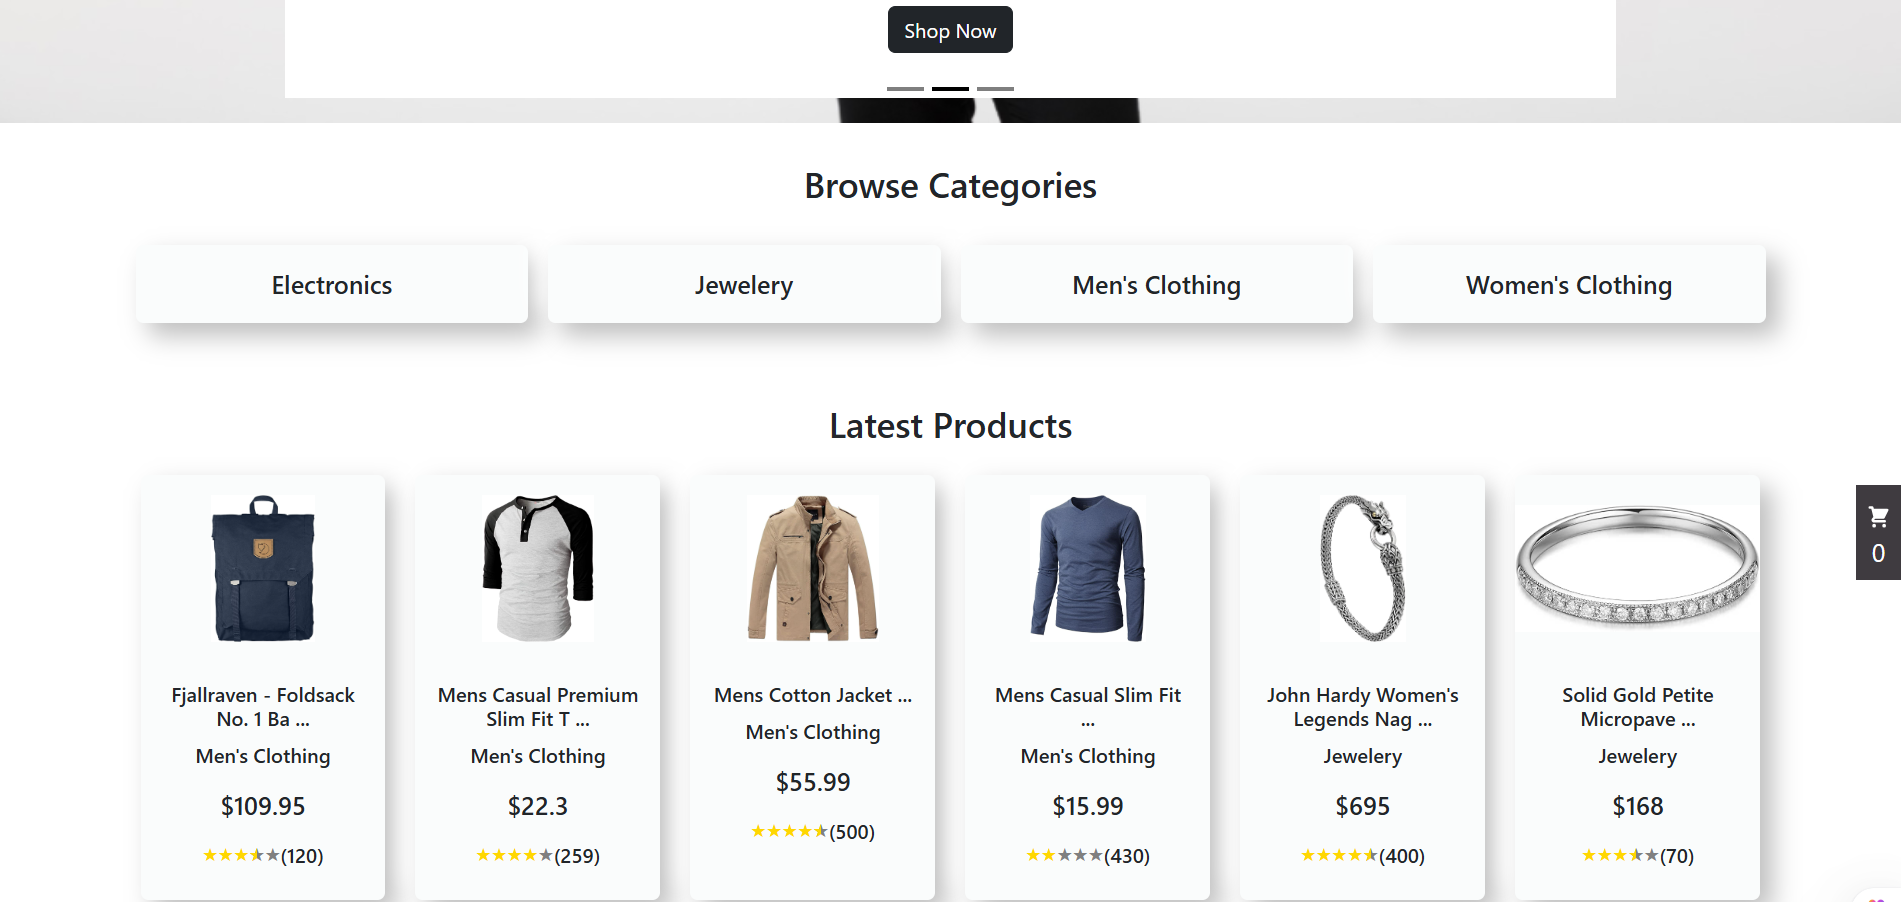 Shop Now
Browse Categories
Electronics
Jewelery
Men's Clothing
Women's Clothing
Latest Products
0
Fjallraven - Foldsack
No. 1 Ba ...
Men's Clothing
$109.95
(120)
Mens Casual Premium
Slim Fit T ...
Men's Clothing
$22.3
(259)
Mens Cotton Jacket ...
Men's Clothing
$55.99
(500)
Mens Casual Slim Fit
...
Men's Clothing
$15.99
(430)
John Hardy Women's
Legends Nag ...
Jewelery
$695
(400)
Solid Gold Petite
Micropave ...
Jewelery
$168
(70)